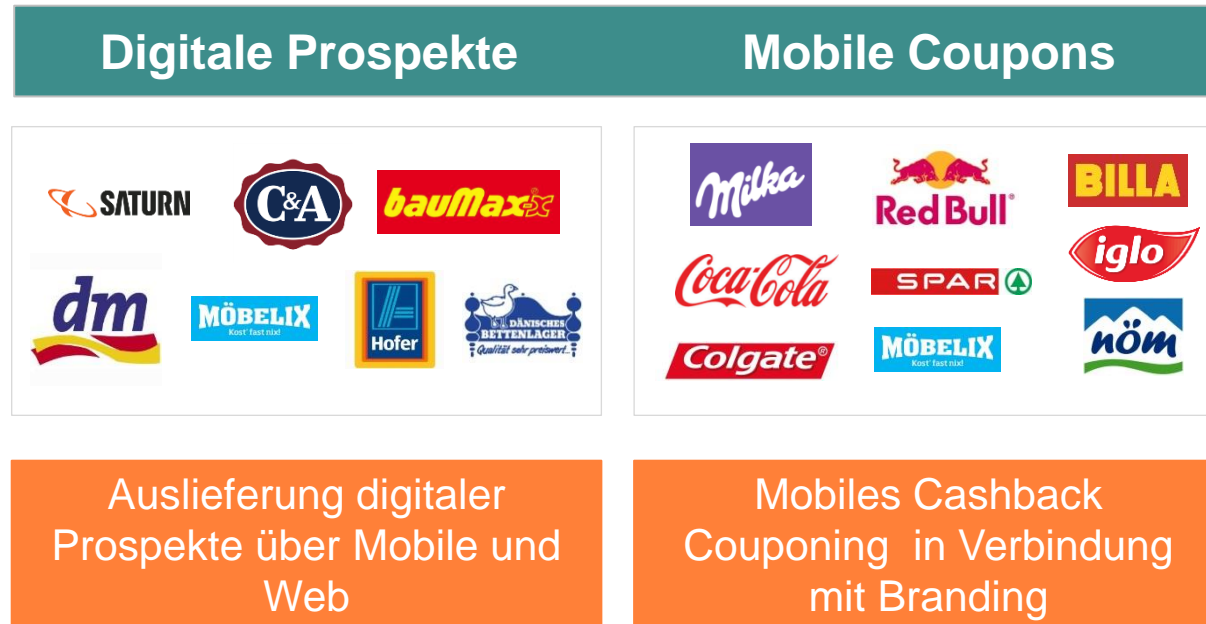 Digitale Prospekte
Mobile Coupons
SATURN
C&A
bauMax
dm
MÖBELIX
Kost' fast nix!
Hofer
DÄNISCHES
BETTENLAGER
Qualität sehr preiswert...
Milka
Red Bull
BILLA
Coca-Cola
SPAR
iglo
Colgate®
MÖBELIX
Kost' fast nix!
nöm
Auslieferung digitaler
Prospekte über Mobile und
Web
Mobiles Cashback
Couponing in Verbindung
mit Branding